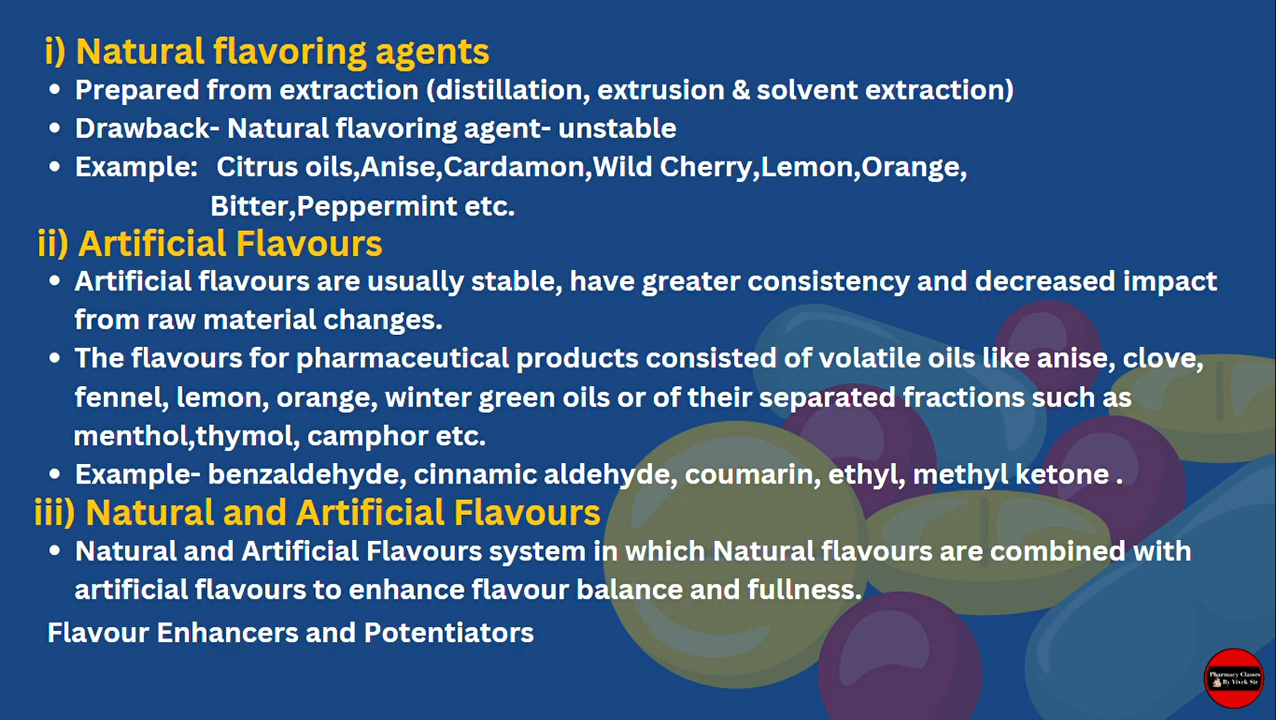 i) Natural flavoring agents
• Prepared from extraction (distillation, extrusion & solvent extraction)
• Drawback- Natural flavoring agent- unstable
• Example: Citrus oils,Anise,Cardamon,Wild Cherry,Lemon,Orange,
Bitter,Peppermint etc.
ii) Artificial Flavours
• Artificial flavours are usually stable, have greater consistency and decreased impact
from raw material changes.
• The flavours for pharmaceutical products consisted of volatile oils like anise, clove,
fennel, lemon, orange, winter green oils or of their separated fractions such as
menthol,thymol, camphor etc.
• Example- benzaldehyde, cinnamic aldehyde, coumarin, ethyl, methyl ketone .
iii) Natural and Artificial Flavours
• Natural and Artificial Flavours system in which Natural flavours are combined with
artificial flavours to enhance flavour balance and fullness.
Flavour Enhancers and Potentiators
Pharmacy Classes
By Vivek Sir